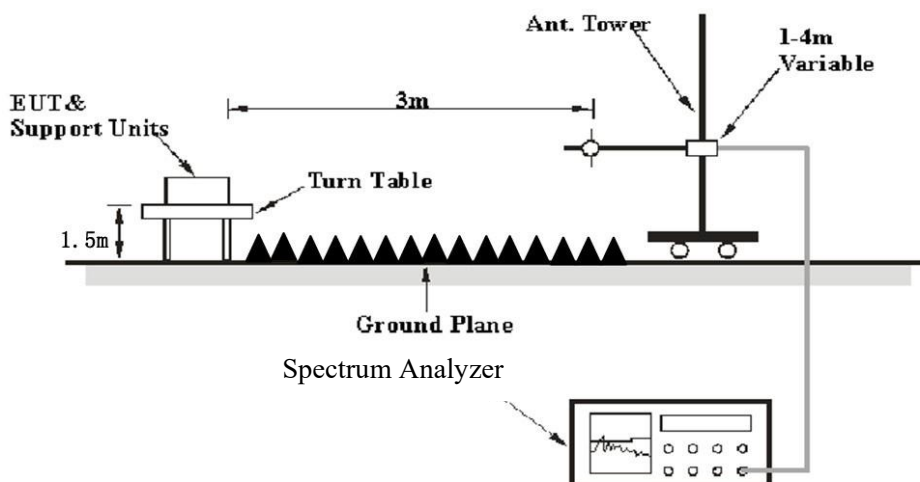 Ant. Tower
1-4m
Variable
3m
EUT&
Support Units
Turn Table
1.5m
Ground Plane
Spectrum Analyzer